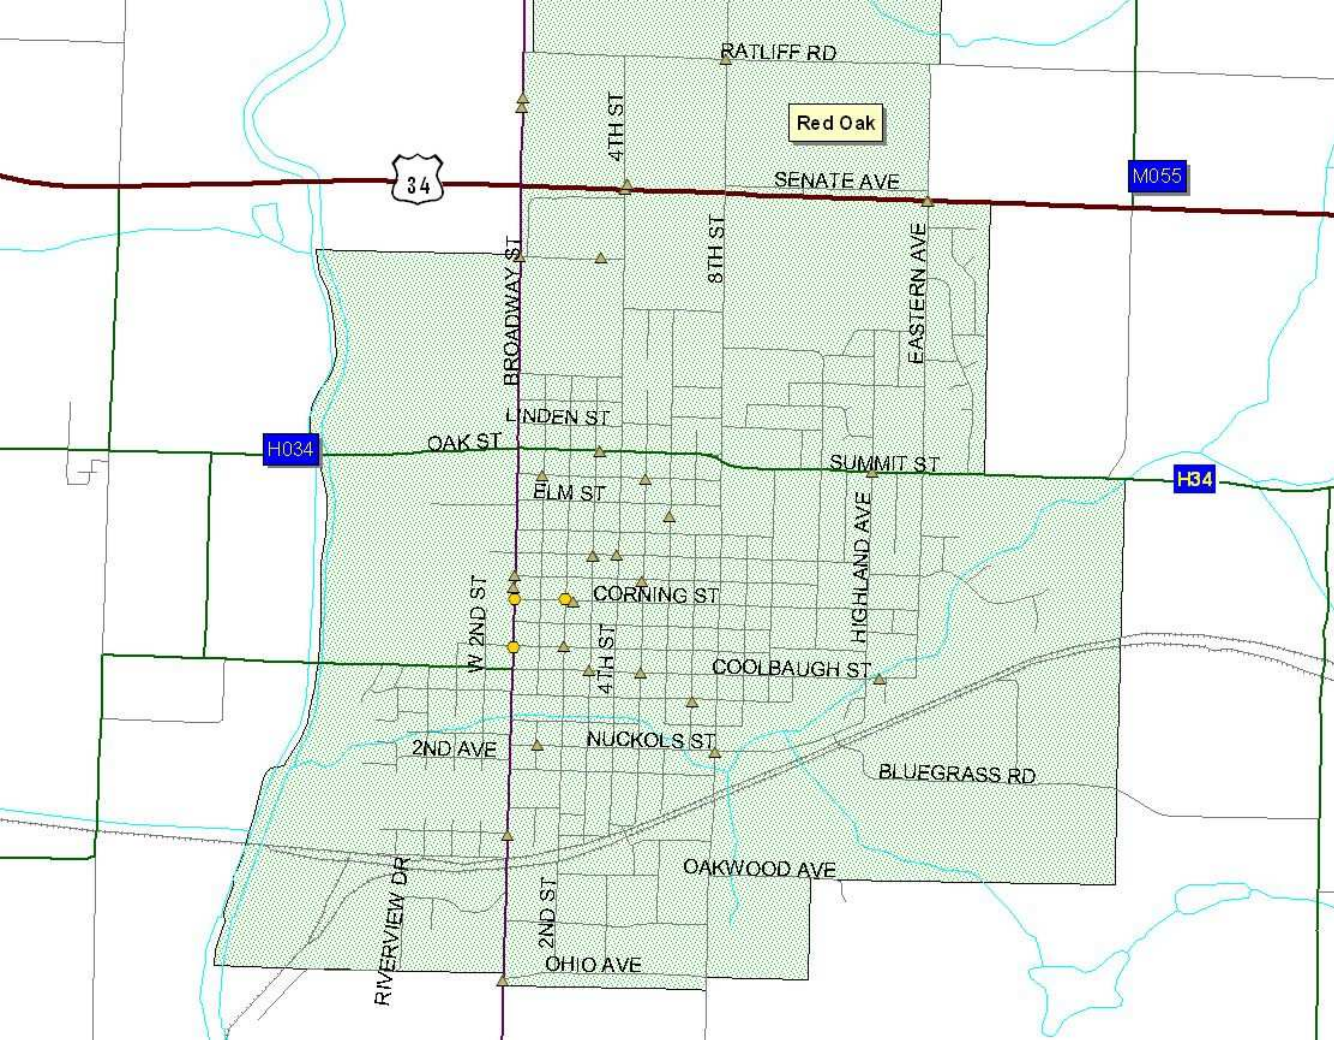 RATLIFF RD
4TH ST
Red Oak
34
SENATE AVE
M055
BROADWAY ST
8TH ST
EASTERN AVE
LINDEN ST
OAK ST
H034
SUMMIT ST
H34
ELM ST
HIGHLAND AVE
W 2ND ST
CORNING ST
4TH ST
COOLBAUGH ST
2ND AVE
NUCKOLS ST
BLUEGRASS RD
OAKWOOD AVE
RIVERVIEW DR
2ND ST
OHIO AVE